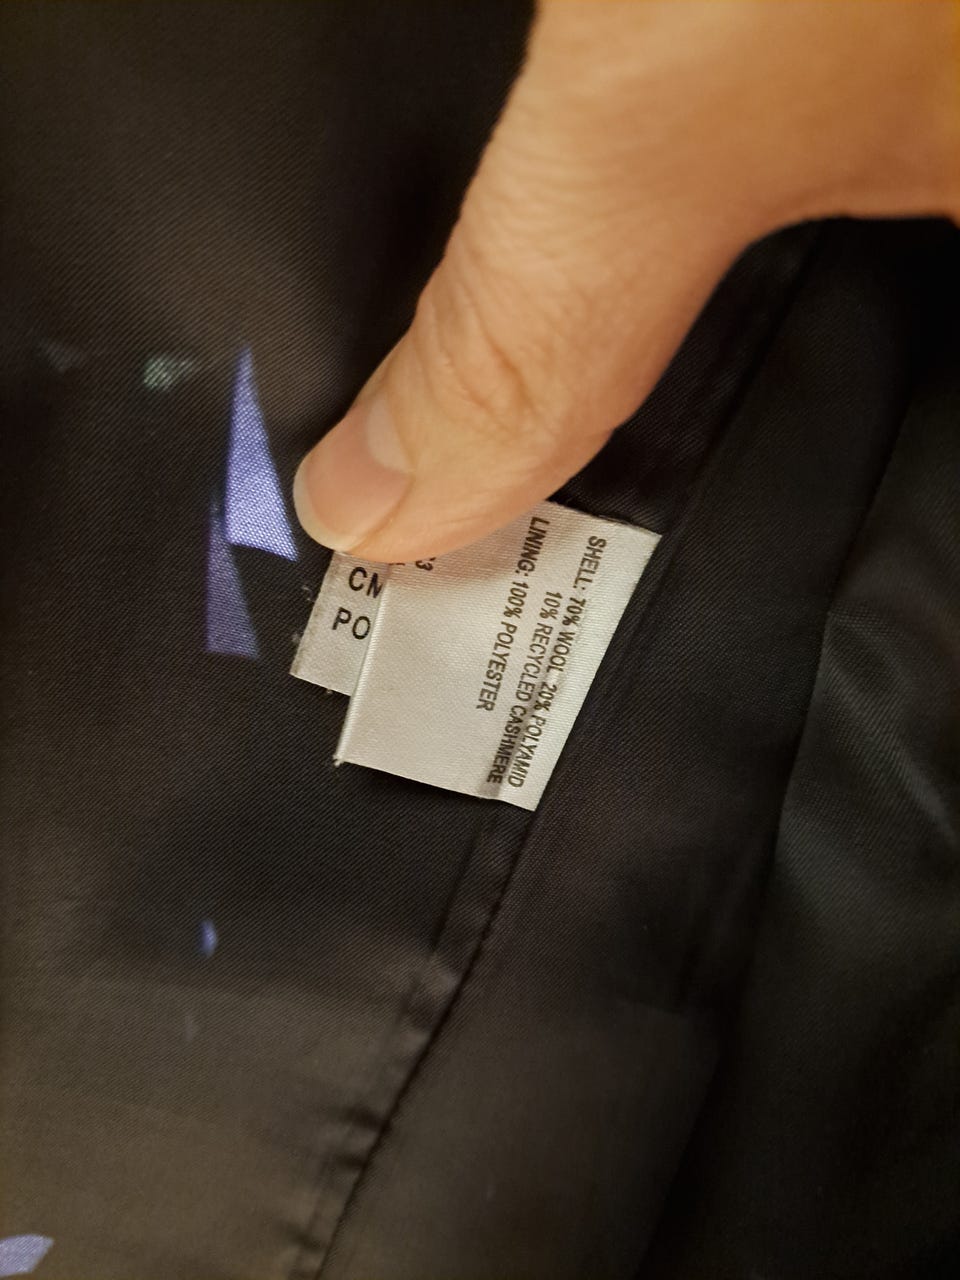 SHELL: 70% WOOL 20% POLYAMID
10% RECYCLED CASHMERE
LINING: 100% POLYESTER
CM
PO